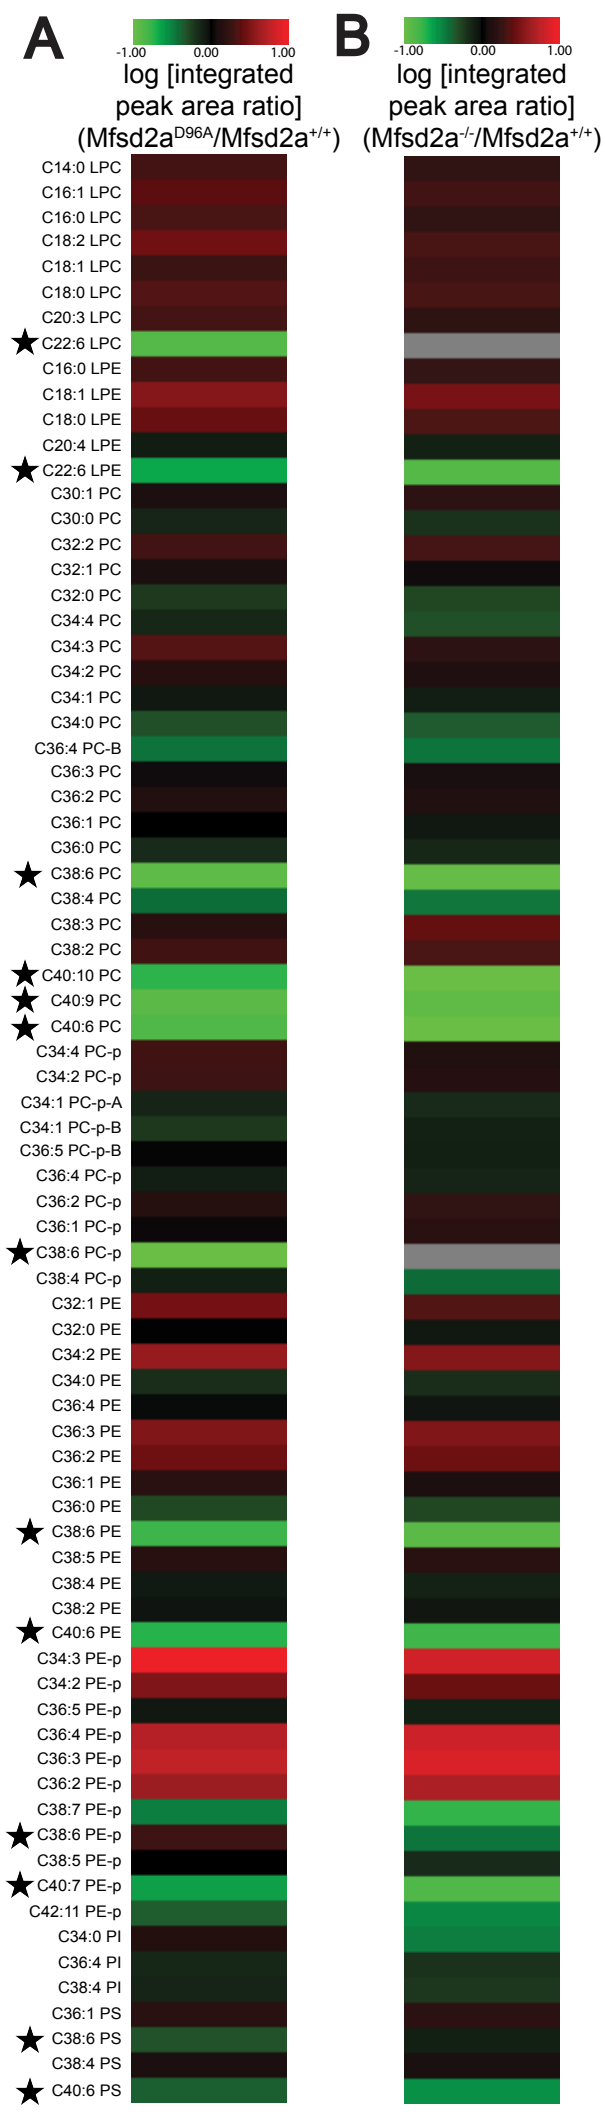 A
B
-1.00 0.00 1.00
-1.00 0.00 1.00
log [integrated
peak area ratio]
(Mfsd2aD96A/Mfsd2a+/+)
log [integrated
peak area ratio]
(Mfsd2a-/-/Mfsd2a+/+)
C14:0 LPC
C16:1 LPC
C16:0 LPC
C18:2 LPC
C18:1 LPC
C18:0 LPC
C20:3 LPC
C22:6 LPC
C16:0 LPE
C18:1 LPE
C18:0 LPE
C20:4 LPE
C22:6 LPE
C30:1 PC
C30:0 PC
C32:2 PC
C32:1 PC
C32:0 PC
C34:4 PC
C34:3 PC
C34:2 PC
C34:1 PC
C34:0 PC
C36:4 PC-B
C36:3 PC
C36:2 PC
C36:1 PC
C36:0 PC
C38:6 PC
C38:4 PC
C38:3 PC
C38:2 PC
C40:10 PC
C40:9 PC
C40:6 PC
C34:4 PC-p
C34:2 PC-p
C34:1 PC-p-A
C34:1 PC-p-B
C36:5 PC-p-B
C36:4 PC-p
C36:2 PC-p
C36:1 PC-p
C38:6 PC-p
C38:4 PC-p
C32:1 PE
C32:0 PE
C34:2 PE
C34:0 PE
C36:4 PE
C36:3 PE
C36:2 PE
C36:1 PE
C36:0 PE
C38:6 PE
C38:5 PE
C38:4 PE
C38:2 PE
C40:6 PE
C34:3 PE-p
C34:2 PE-p
C36:5 PE-p
C36:4 PE-p
C36:3 PE-p
C36:2 PE-p
C38:7 PE-p
C38:6 PE-p
C38:5 PE-p
C40:7 PE-p
C42:11 PE-p
C34:0 PI
C36:4 PI
C38:4 PI
C36:1 PS
C38:6 PS
C38:4 PS
C40:6 PS